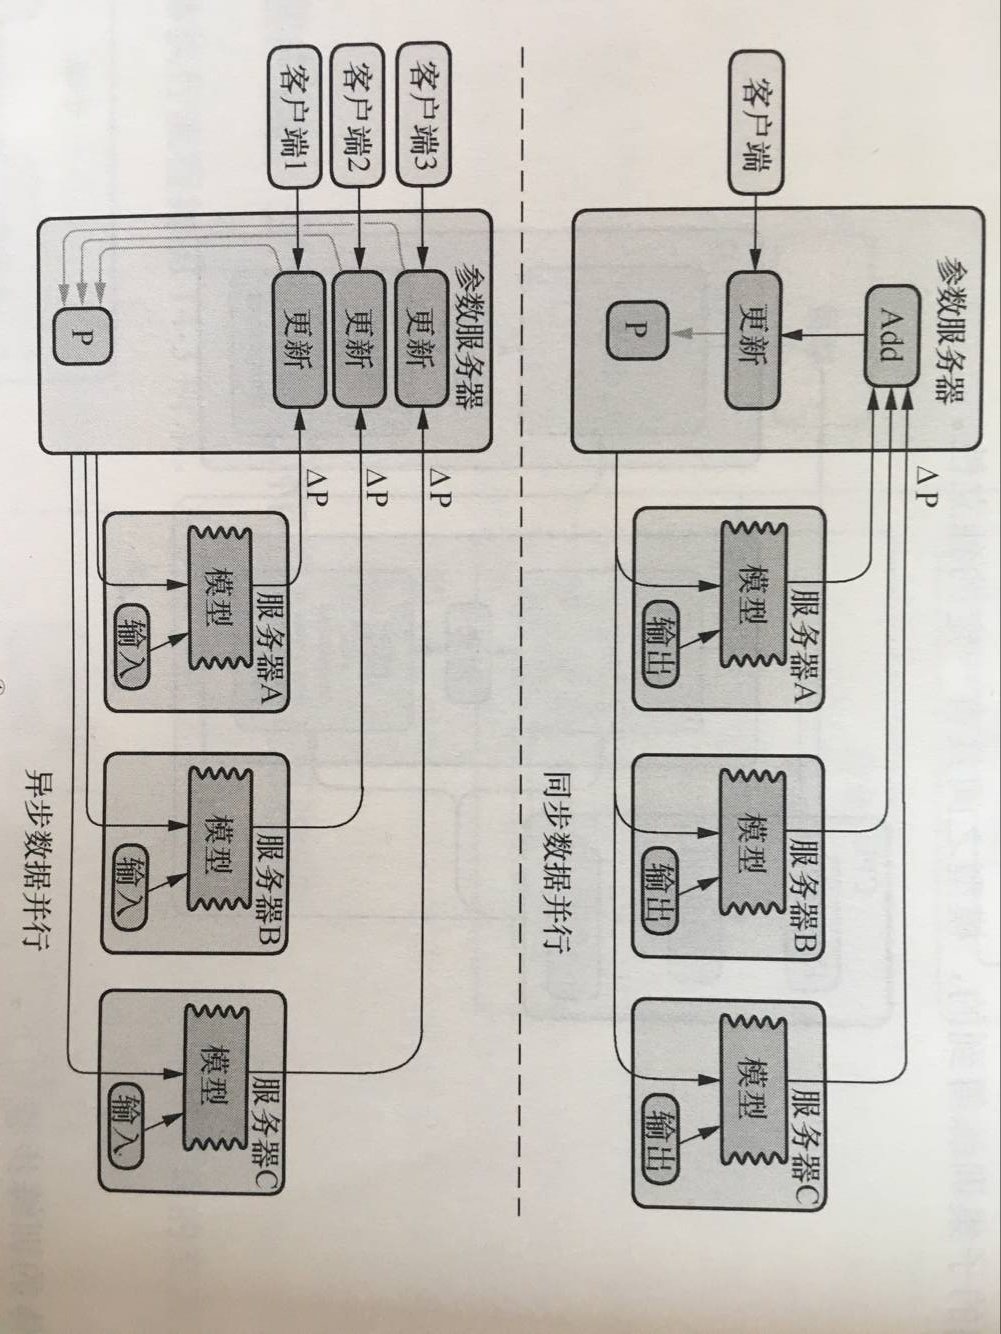 参数服务器
ΔP
Add
服务器A 服务器B 服务器C
客户端 更新 模型 模型 模型
P 输出 输出 输出
同步数据并行
参数服务器
ΔP
客户端3 更新
ΔP
客户端2 更新
ΔP
客户端1 更新
服务器A 服务器B 服务器C
模型 模型 模型
输入 输入 输入
P
异步数据并行